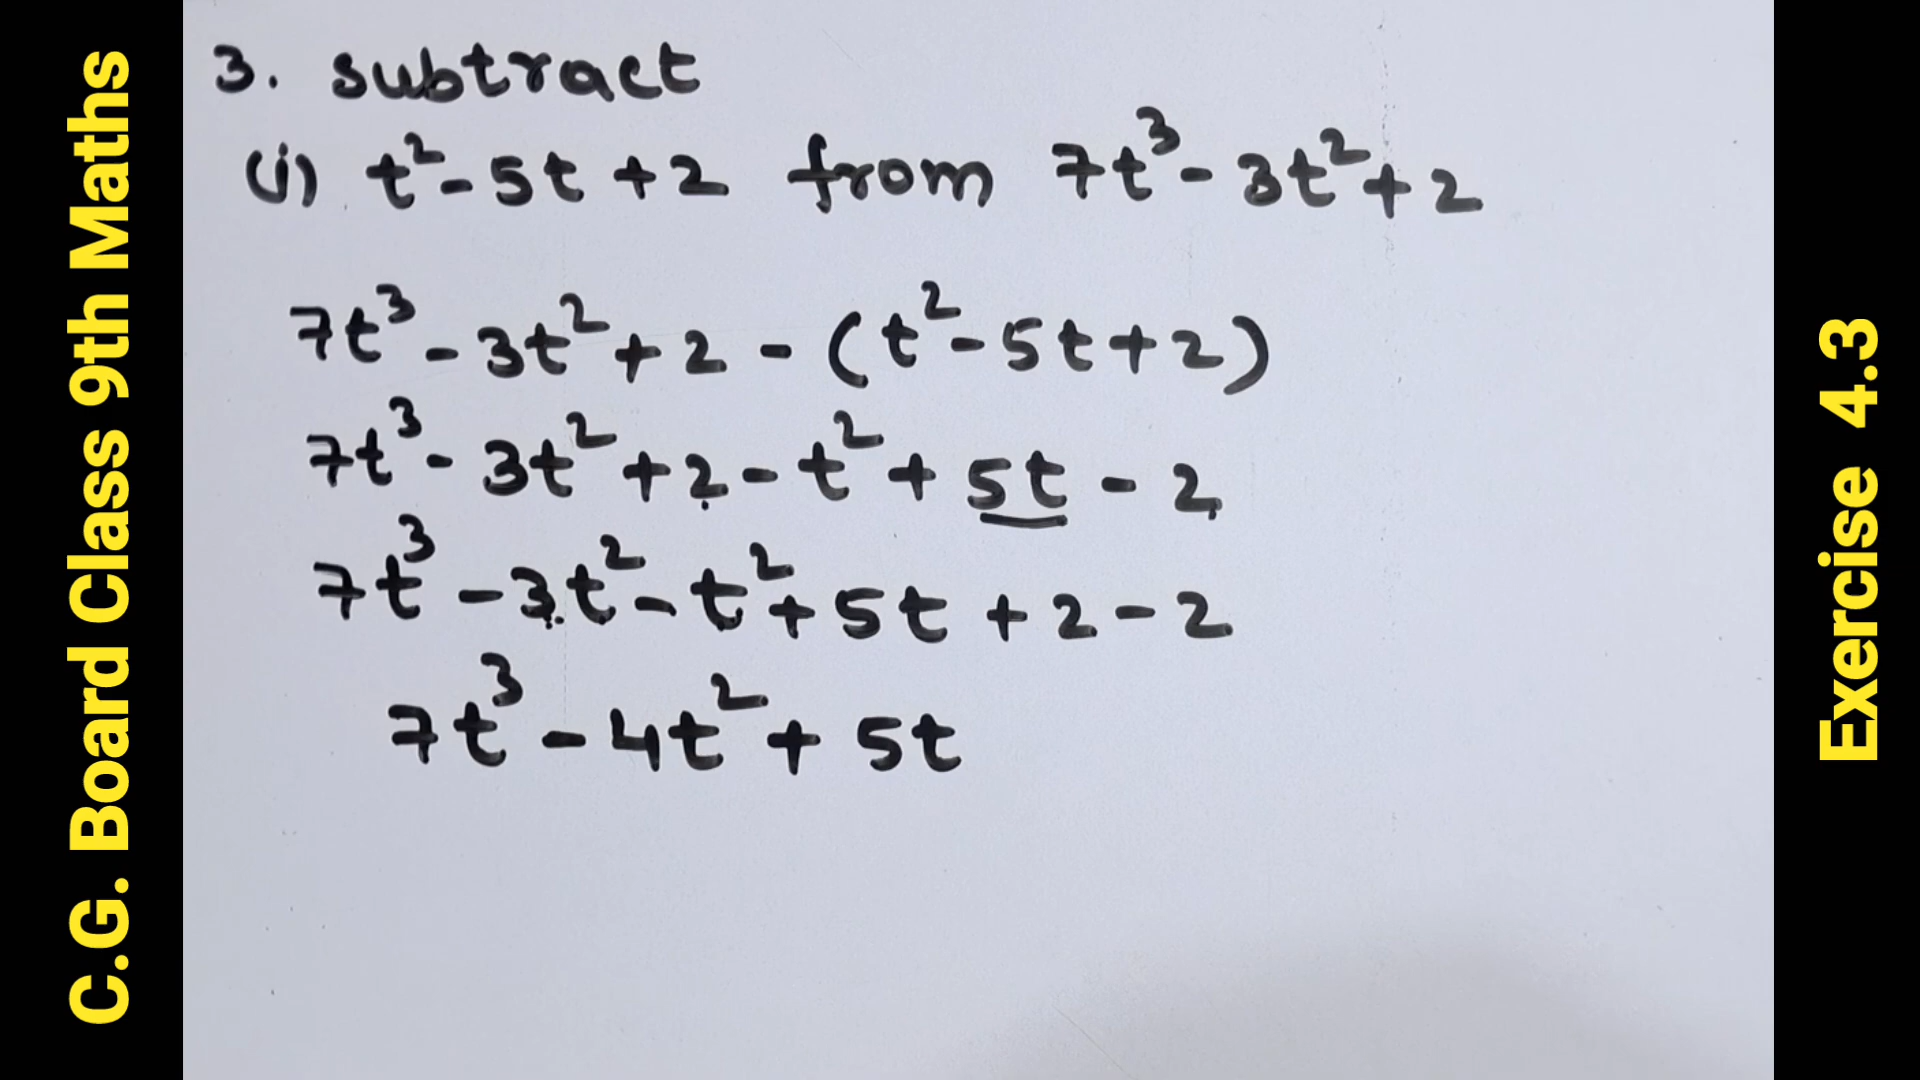 C.G. Board Class 9th Maths
3. subtract
(i) t² - 5t + 2 from 7t³ - 3t² + 2
7t³ - 3t² + 2 - (t² - 5t + 2)
7t³ - 3t² + 2 - t² + 5t - 2
7t³ - 3t² - t² + 5t + 2 - 2
7t³ - 4t² + 5t
Exercise 4.3